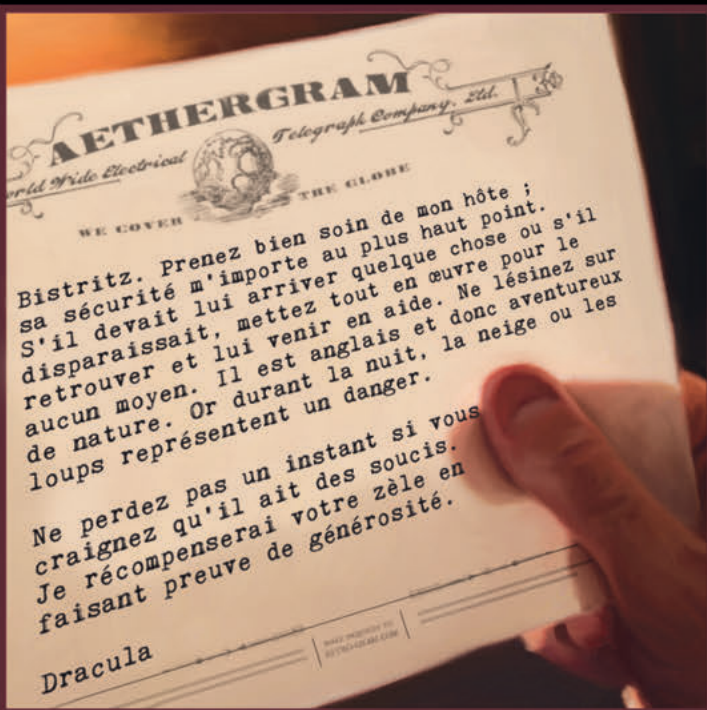 AETHERGRAM
orld Wide Electrical
Telegraph Company, Ltd.
WE COVER
THE GLOBE
Bistritz. Prenez bien soin de mon hôte ;
sa sécurité m'importe au plus haut point.
S'il devait lui arriver quelque chose ou s'il
disparaissait, mettez tout en œuvre pour le
retrouver et lui venir en aide. Ne lésinez sur
aucun moyen. Il est anglais et donc aventureux
de nature. Or durant la nuit, la neige ou les
loups représentent un danger.
Ne perdez pas un instant si vous
craignez qu'il ait des soucis.
Je récompenserai votre zèle en
faisant preuve de générosité.
Dracula